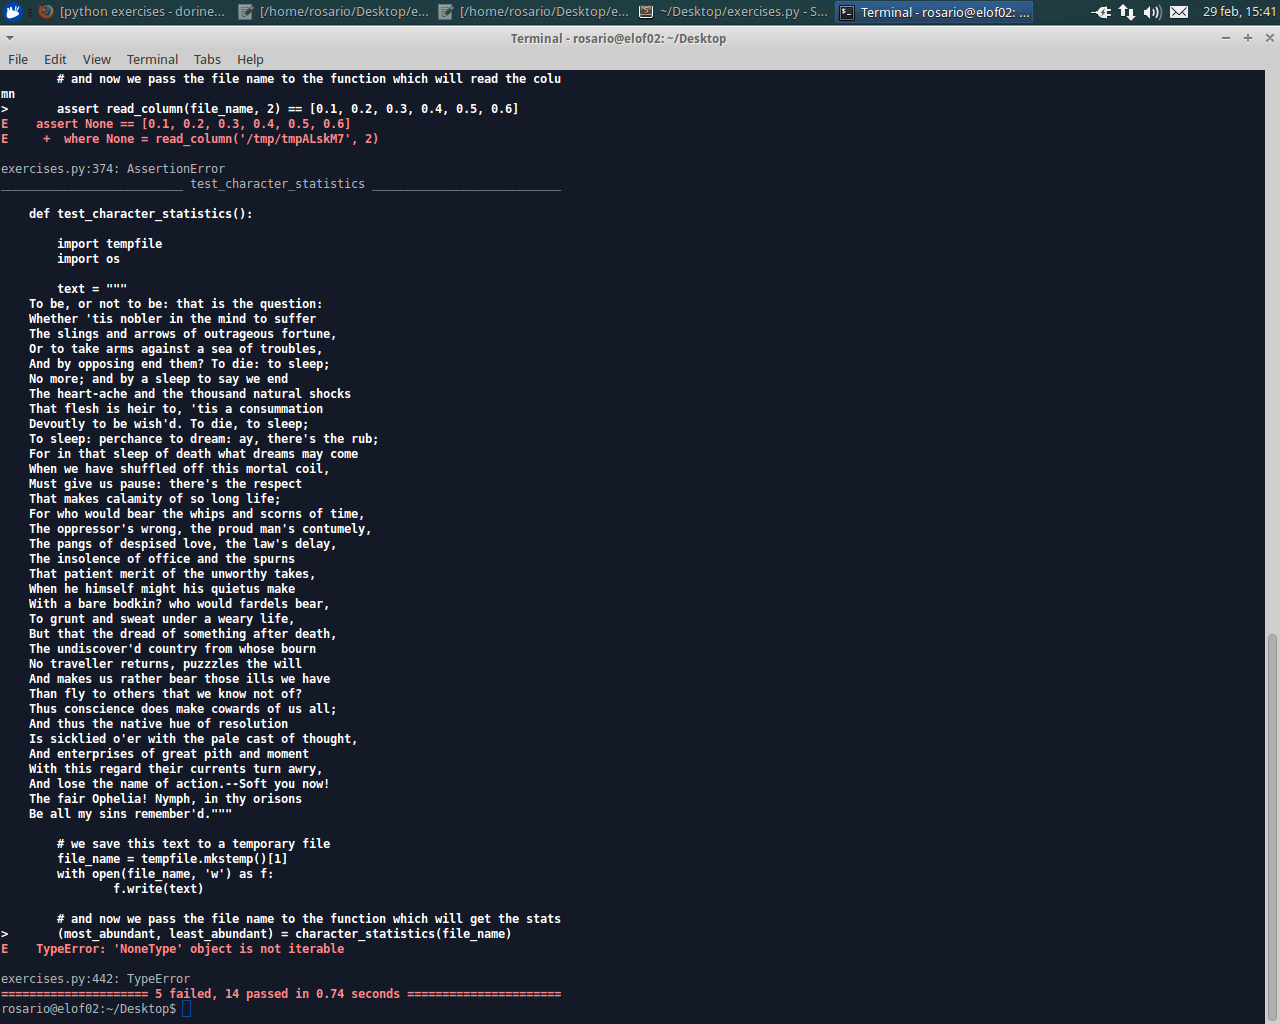 [python exercises - dorine... [/home/rosario/Desktop/e... [/home/rosario/Desktop/e... ~/Desktop/exercises.py - S... Terminal - rosario@elof02: ... 29 feb, 15:41
Terminal - rosario@elof02: ~/Desktop
File Edit View Terminal Tabs Help
# and now we pass the file name to the function which will read the colu
mn
> assert read_column(file_name, 2) == [0.1, 0.2, 0.3, 0.4, 0.5, 0.6]
E assert None == [0.1, 0.2, 0.3, 0.4, 0.5, 0.6]
E + where None = read_column('/tmp/tmpALskM7', 2)
exercises.py:374: AssertionError
__________________________ test_character_statistics ___________________________
def test_character_statistics():
import tempfile
import os
text = """
To be, or not to be: that is the question:
Whether 'tis nobler in the mind to suffer
The slings and arrows of outrageous fortune,
Or to take arms against a sea of troubles,
And by opposing end them? To die: to sleep;
No more; and by a sleep to say we end
The heart-ache and the thousand natural shocks
That flesh is heir to, 'tis a consummation
Devoutly to be wish'd. To die, to sleep;
To sleep: perchance to dream: ay, there's the rub;
For in that sleep of death what dreams may come
When we have shuffled off this mortal coil,
Must give us pause: there's the respect
That makes calamity of so long life;
For who would bear the whips and scorns of time,
The oppressor's wrong, the proud man's contumely,
The pangs of despised love, the law's delay,
The insolence of office and the spurns
That patient merit of the unworthy takes,
When he himself might his quietus make
With a bare bodkin? who would fardels bear,
To grunt and sweat under a weary life,
But that the dread of something after death,
The undiscover'd country from whose bourn
No traveller returns, puzzzles the will
And makes us rather bear those ills we have
Than fly to others that we know not of?
Thus conscience does make cowards of us all;
And thus the native hue of resolution
Is sicklied o'er with the pale cast of thought,
And enterprises of great pith and moment
With this regard their currents turn awry,
And lose the name of action.--Soft you now!
The fair Ophelia! Nymph, in thy orisons
Be all my sins remember'd."""
# we save this text to a temporary file
file_name = tempfile.mkstemp()[1]
with open(file_name, 'w') as f:
f.write(text)
# and now we pass the file name to the function which will get the stats
> (most_abundant, least_abundant) = character_statistics(file_name)
E TypeError: 'NoneType' object is not iterable
exercises.py:442: TypeError
===================== 5 failed, 14 passed in 0.74 seconds ======================
rosario@elof02:~/Desktop$